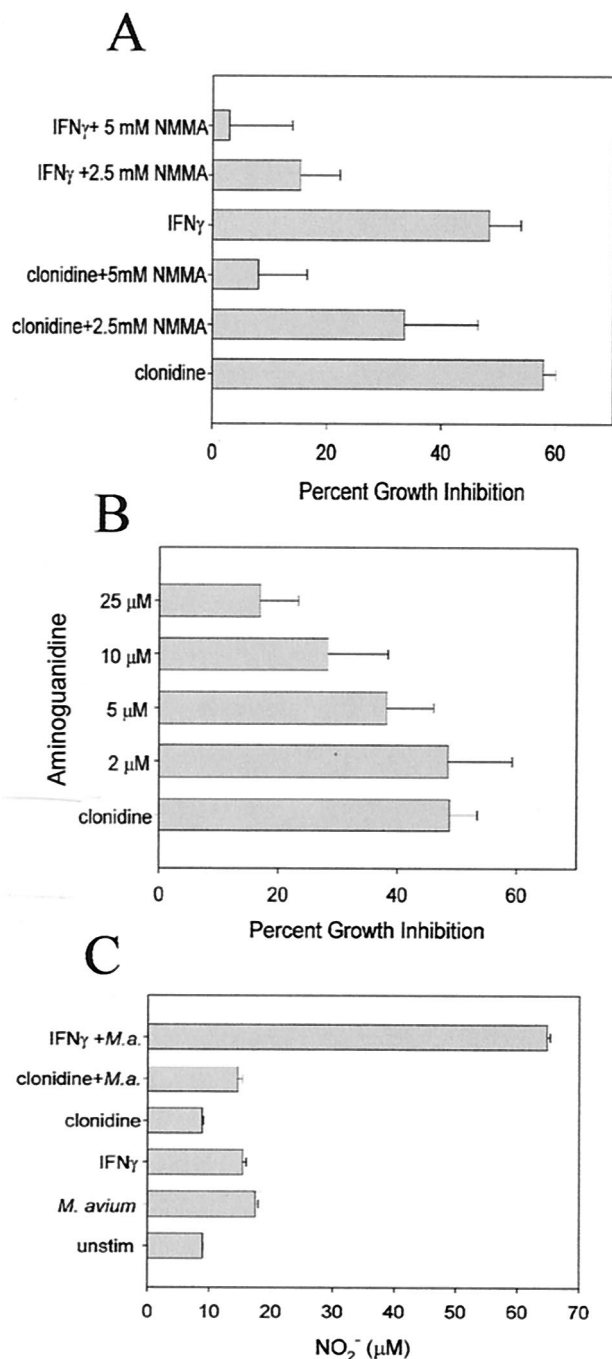 A
IFNγ+ 5 mM NMMA
IFNγ +2.5 mM NMMA
IFNγ
clonidine+5mM NMMA
clonidine+2.5mM NMMA
clonidine
0 20 40 60
Percent Growth Inhibition
B
Aminoguanidine
25 μM
10 μM
5 μM
2 μM
clonidine
0 20 40 60
Percent Growth Inhibition
C
IFNγ +M.a.
clonidine+M.a.
clonidine
IFNγ
M. avium
unstim
0 10 20 30 40 50 60 70
NO₂⁻ (μM)